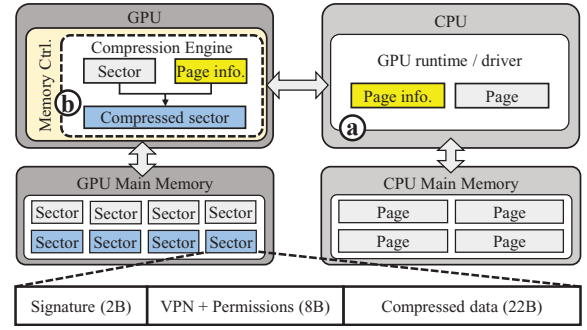 GPU
Memory Ctrl.
Compression Engine
Sector
Page info.
b
Compressed sector
CPU
GPU runtime / driver
Page info.
Page
a
GPU Main Memory
Sector Sector Sector Sector
Sector Sector Sector Sector
CPU Main Memory
Page Page
Page Page
Signature (2B)
VPN + Permissions (8B)
Compressed data (22B)